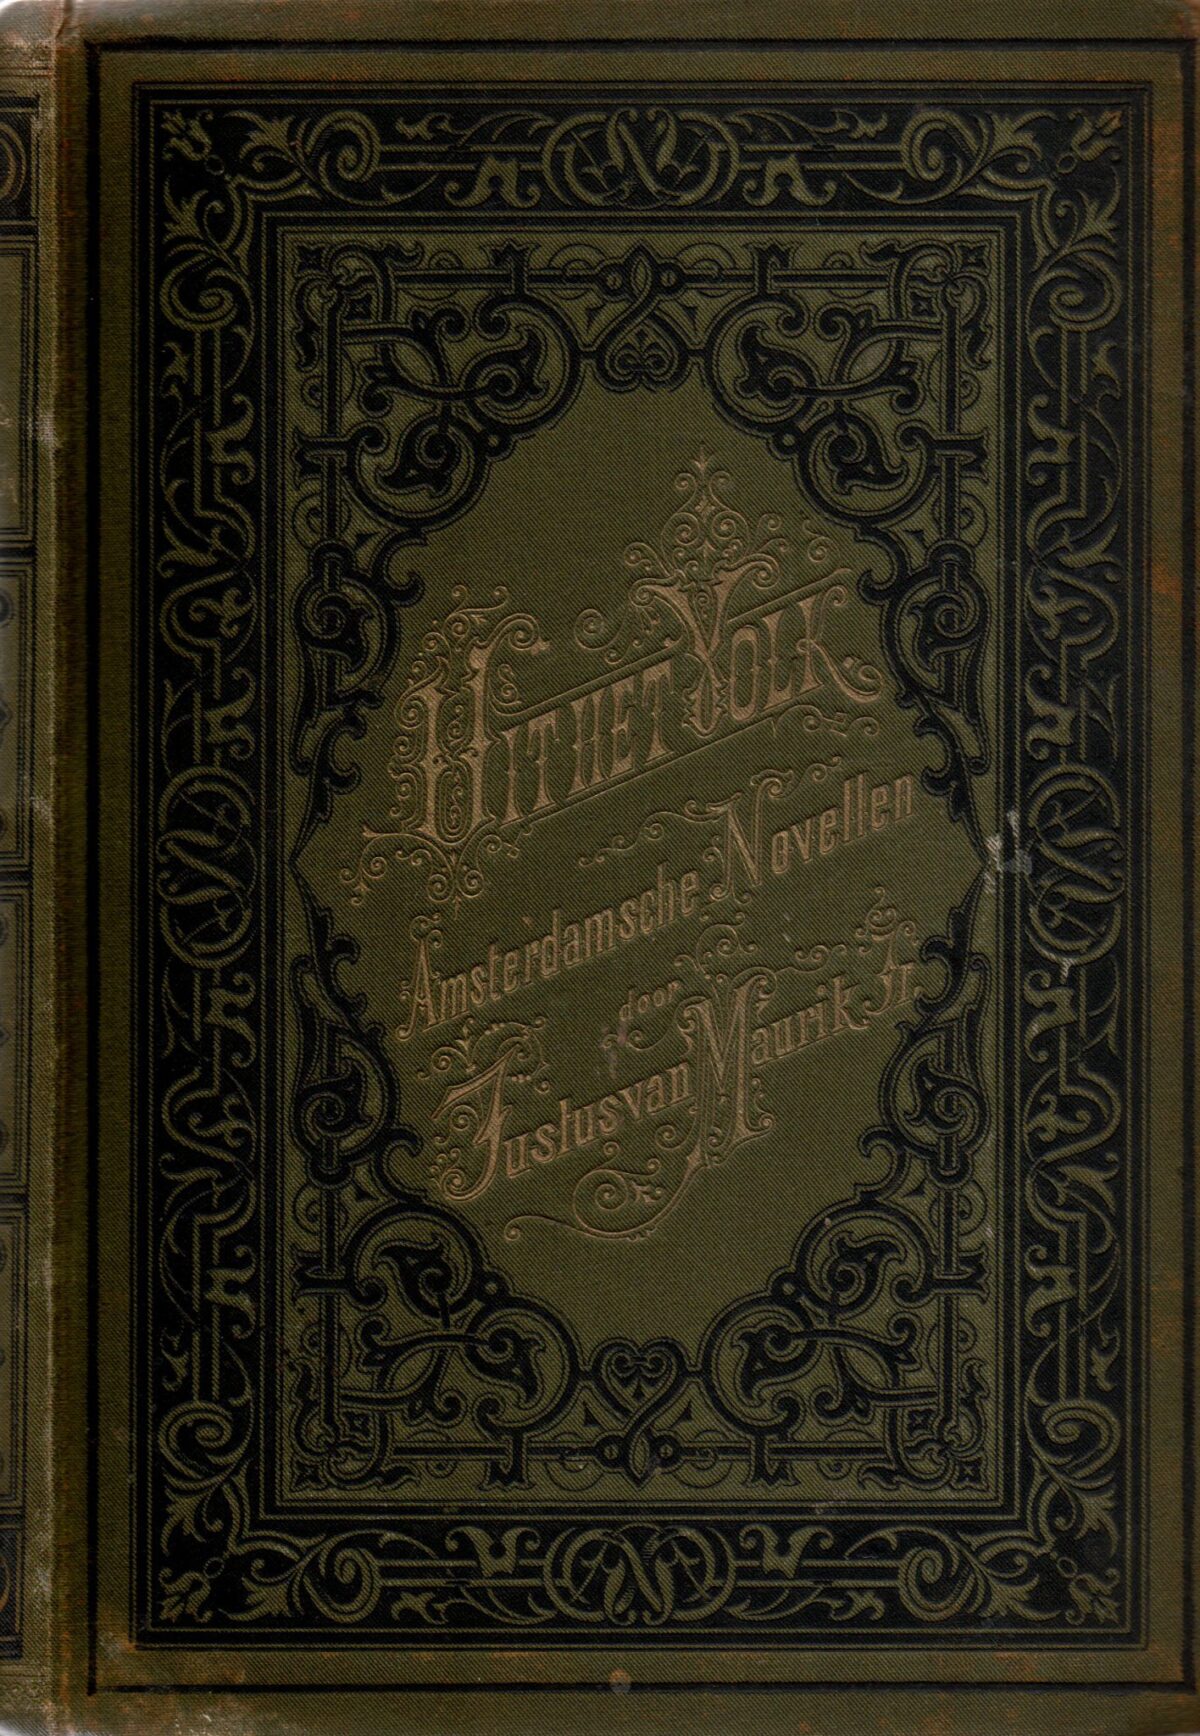 UIT HET VOLK.
Amsterdamsche Novellen
door
Justus van Maurik Jr.